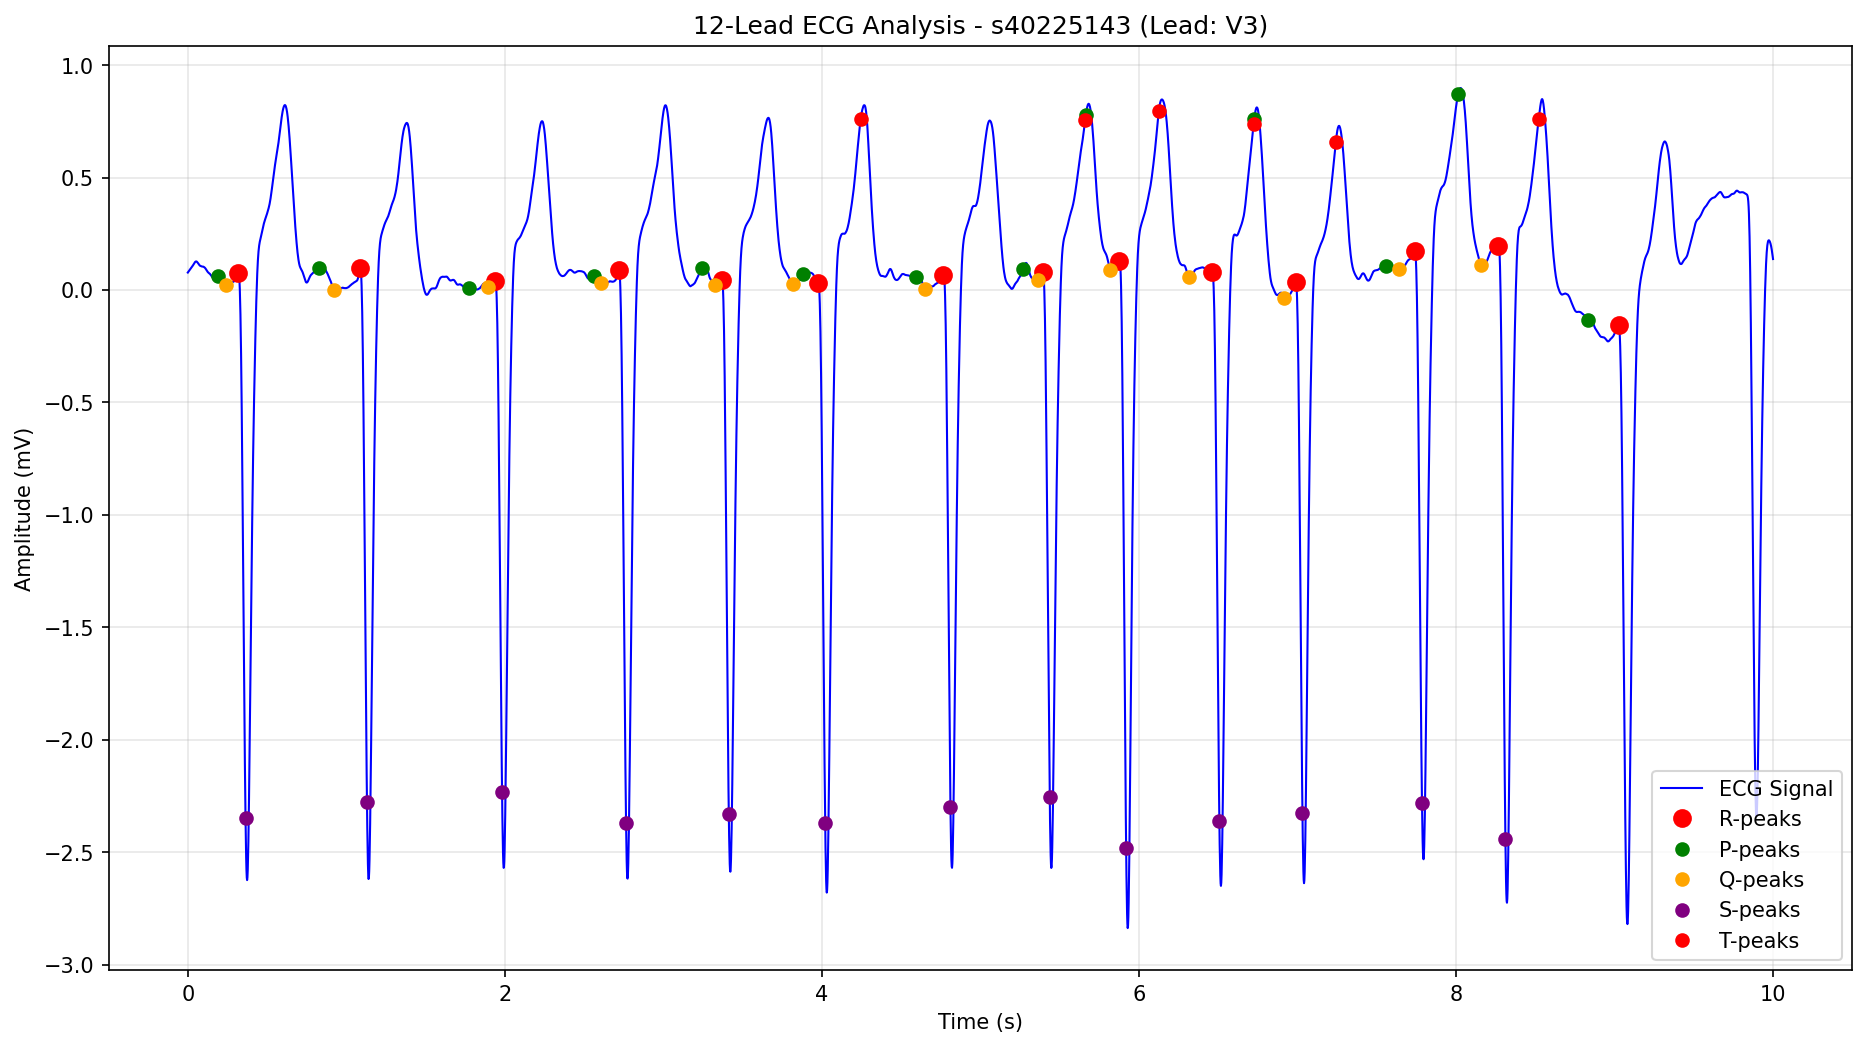 12-Lead ECG Analysis - s40225143 (Lead: V3)
1.0
0.5
0.0
−0.5
−1.0
−1.5
−2.0
−2.5
−3.0
Amplitude (mV)
ECG Signal
R-peaks
P-peaks
Q-peaks
S-peaks
T-peaks
0 2 4 6 8 10
Time (s)